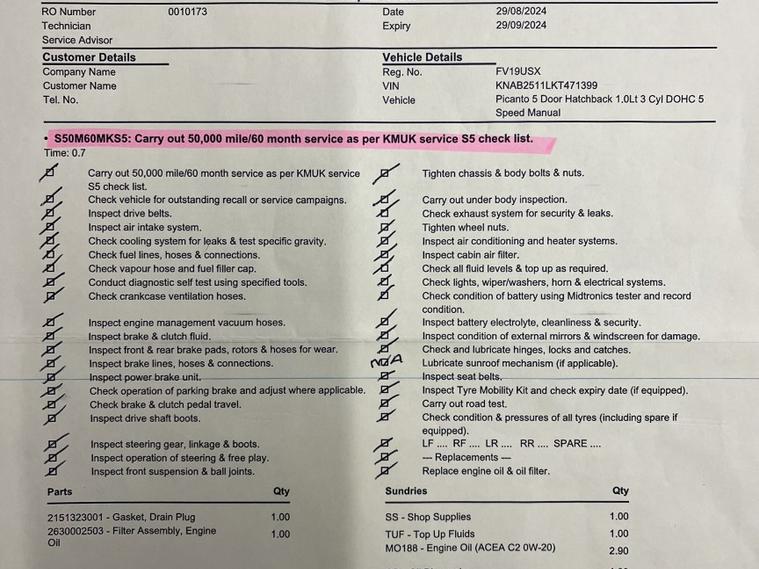 RO Number 0010173 Date 29/08/2024
Technician Expiry 29/09/2024
Service Advisor
Customer Details Vehicle Details
Company Name Reg. No. FV19USX
Customer Name VIN KNAB2511LKT471399
Tel. No. Vehicle Picanto 5 Door Hatchback 1.0Lt 3 Cyl DOHC 5
Speed Manual
• S50M60MKS5: Carry out 50,000 mile/60 month service as per KMUK service S5 check list.
Time: 0.7
Carry out 50,000 mile/60 month service as per KMUK service Tighten chassis & body bolts & nuts.
S5 check list.
Check vehicle for outstanding recall or service campaigns. Carry out under body inspection.
Inspect drive belts. Check exhaust system for security & leaks.
Inspect air intake system. Tighten wheel nuts.
Check cooling system for leaks & test specific gravity. Inspect air conditioning and heater systems.
Check fuel lines, hoses & connections. Inspect cabin air filter.
Check vapour hose and fuel filler cap. Check all fluid levels & top up as required.
Conduct diagnostic self test using specified tools. Check lights, wiper/washers, horn & electrical systems.
Check crankcase ventilation hoses. Check condition of battery using Midtronics tester and record
condition.
Inspect engine management vacuum hoses. Inspect battery electrolyte, cleanliness & security.
Inspect brake & clutch fluid. Inspect condition of external mirrors & windscreen for damage.
Inspect front & rear brake pads, rotors & hoses for wear. Check and lubricate hinges, locks and catches.
Inspect brake lines, hoses & connections. N/A Lubricate sunroof mechanism (if applicable).
Inspect power brake unit. Inspect seat belts.
Check operation of parking brake and adjust where applicable. Inspect Tyre Mobility Kit and check expiry date (if equipped).
Check brake & clutch pedal travel. Carry out road test.
Inspect drive shaft boots. Check condition & pressures of all tyres (including spare if
equipped).
Inspect steering gear, linkage & boots. LF .... RF .... LR .... RR .... SPARE ....
Inspect operation of steering & free play. --- Replacements ---
Inspect front suspension & ball joints. Replace engine oil & oil filter.
Parts Qty Sundries Qty
2151323001 - Gasket, Drain Plug 1.00 SS - Shop Supplies 1.00
2630002503 - Filter Assembly, Engine 1.00 TUF - Top Up Fluids 1.00
Oil MO188 - Engine Oil (ACEA C2 0W-20) 2.90